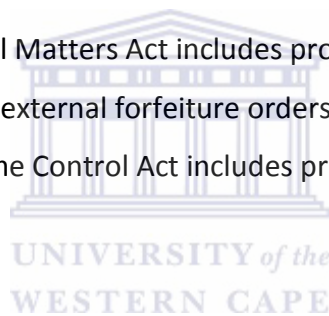 l Matters Act includes pro
external forfeiture orders
ne Control Act includes pr
UNIVERSITY of the
WESTERN CAPE